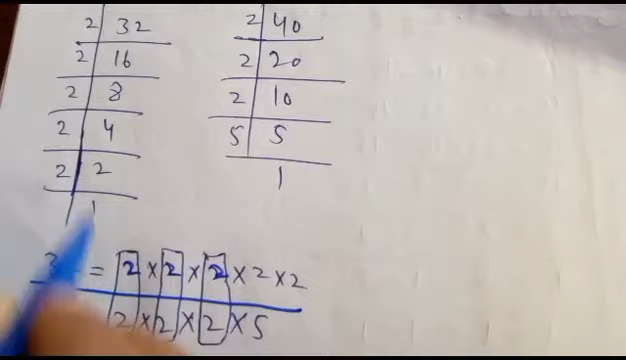 2 32 2 40
2 16 2 20
2 8 2 10
2 4 5 5
2 2 1
1
3 = 2 × 2 × 2 × 2 × 2
2 × 2 × 2 × 5